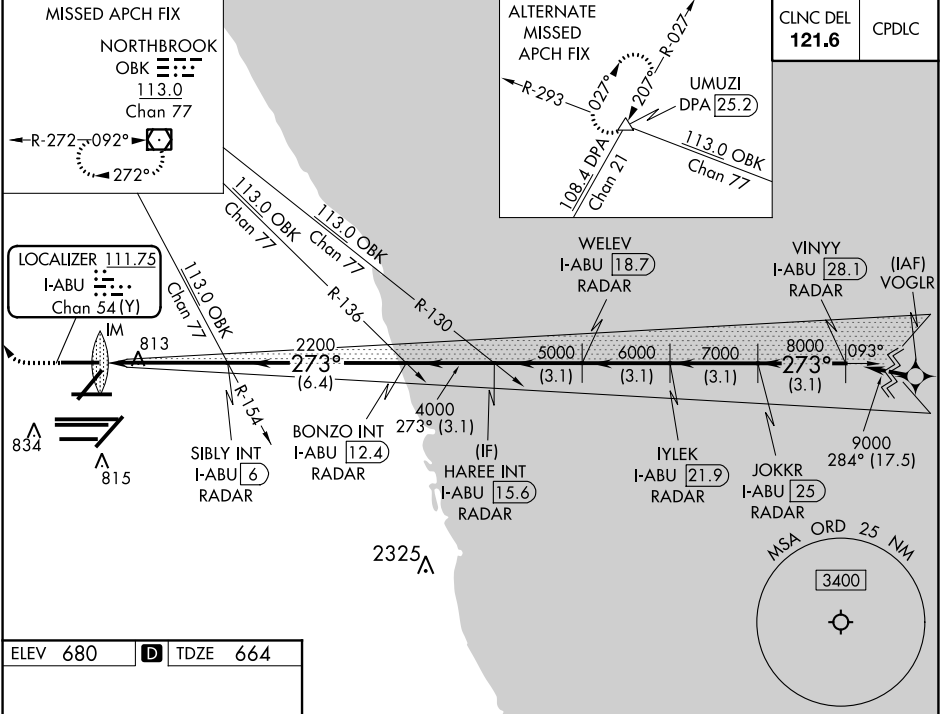 MISSED APCH FIX
NORTHBROOK
OBK
113.0
Chan 77
R-272
092°
272°
ALTERNATE
MISSED
APCH FIX
R-293
027°
207°
R-027
UMUZI
DPA 25.2
108.4 DPA
Chan 21
113.0 OBK
Chan 77
CLNC DEL
121.6
CPDLC
LOCALIZER 111.75
I-ABU
Chan 54 (Y)
IM
113.0 OBK
Chan 77
R-154
113.0 OBK
Chan 77
R-136
113.0 OBK
Chan 77
R-130
WELEV
I-ABU 18.7
RADAR
VINYY
I-ABU 28.1
RADAR
(IAF)
VOGLR
813
2200
273°
(6.4)
4000
273° (3.1)
5000
(3.1)
6000
(3.1)
7000
(3.1)
8000
273°
(3.1)
093°
9000
284° (17.5)
834
815
SIBLY INT
I-ABU 6
RADAR
BONZO INT
I-ABU 12.4
RADAR
(IF)
HAREE INT
I-ABU 15.6
RADAR
IYLEK
I-ABU 21.9
RADAR
JOKKR
I-ABU 25
RADAR
2325
MSA ORD 25 NM
3400
ELEV 680
D
TDZE 664